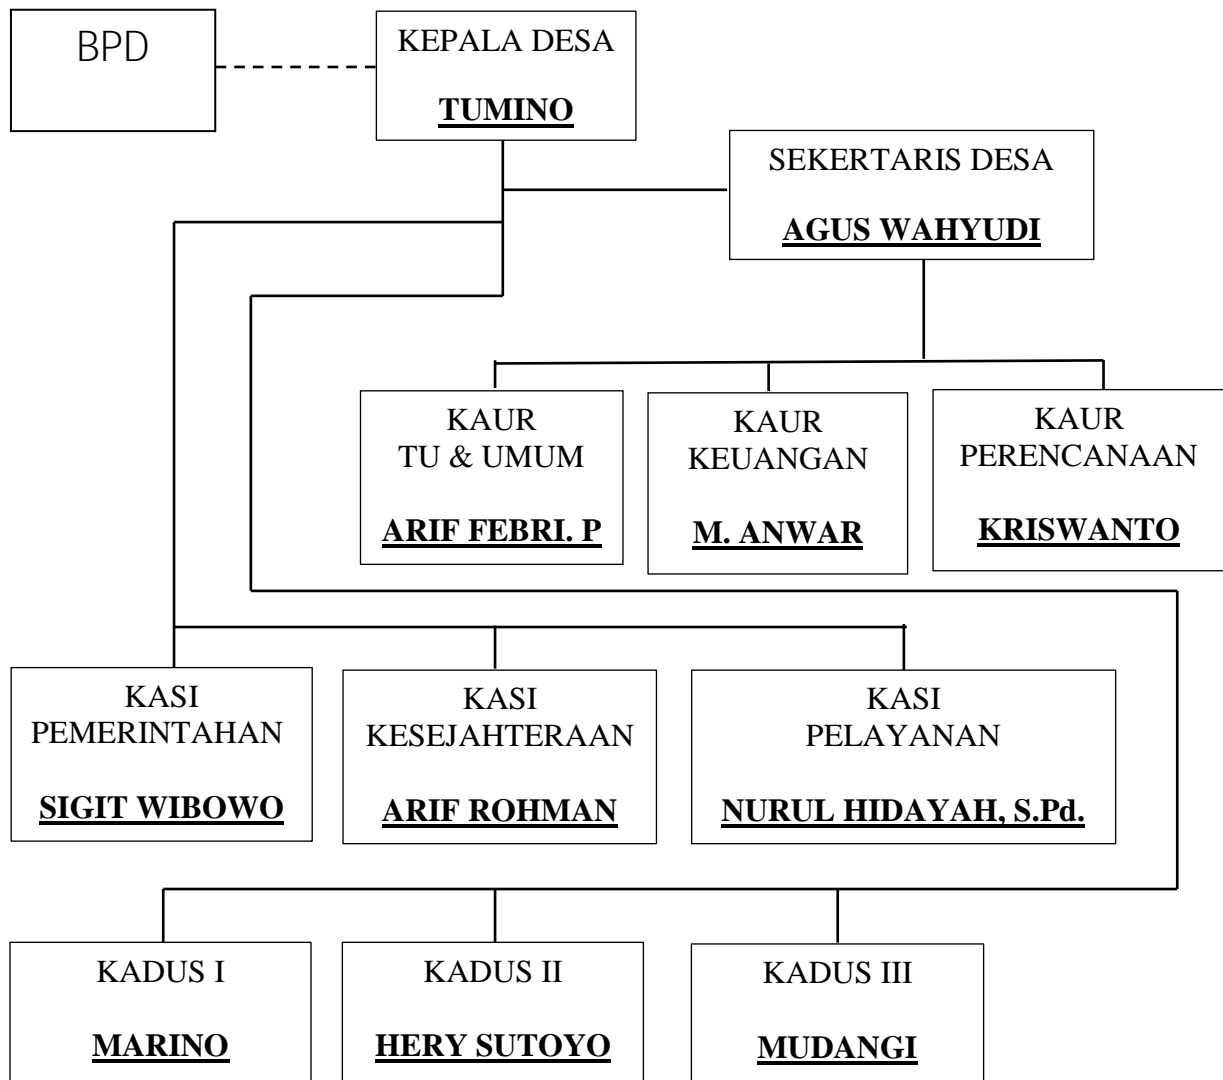 BPD
KEPALA DESA
TUMINO
SEKERTARIS DESA
AGUS WAHYUDI
KAUR
TU & UMUM
ARIF FEBRI. P
KAUR
KEUANGAN
M. ANWAR
KAUR
PERENCANAAN
KRISWANTO
KASI
PEMERINTAHAN
SIGIT WIBOWO
KASI
KESEJAHTERAAN
ARIF ROHMAN
KASI
PELAYANAN
NURUL HIDAYAH, S.Pd.
KADUS I
MARINO
KADUS II
HERY SUTOYO
KADUS III
MUDANGI